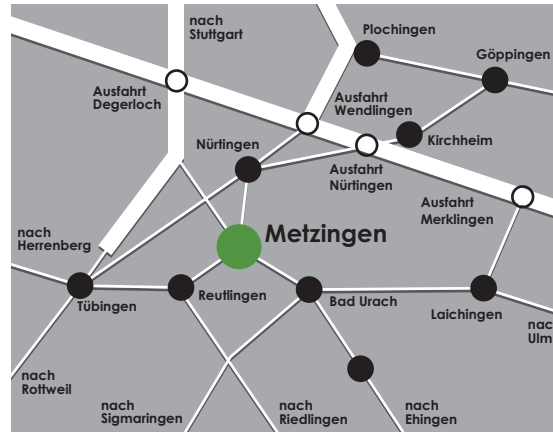 nach
Stuttgart
Plochingen
Göppingen
Ausfahrt
Degerloch
Ausfahrt
Wendlingen
Nürtingen
Kirchheim
Ausfahrt
Nürtingen
Ausfahrt
Merklingen
nach
Herrenberg
Metzingen
Tübingen
Reutlingen
Bad Urach
Laichingen
nach
Ulm
nach
Rottweil
nach
Sigmaringen
nach
Riedlingen
nach
Ehingen